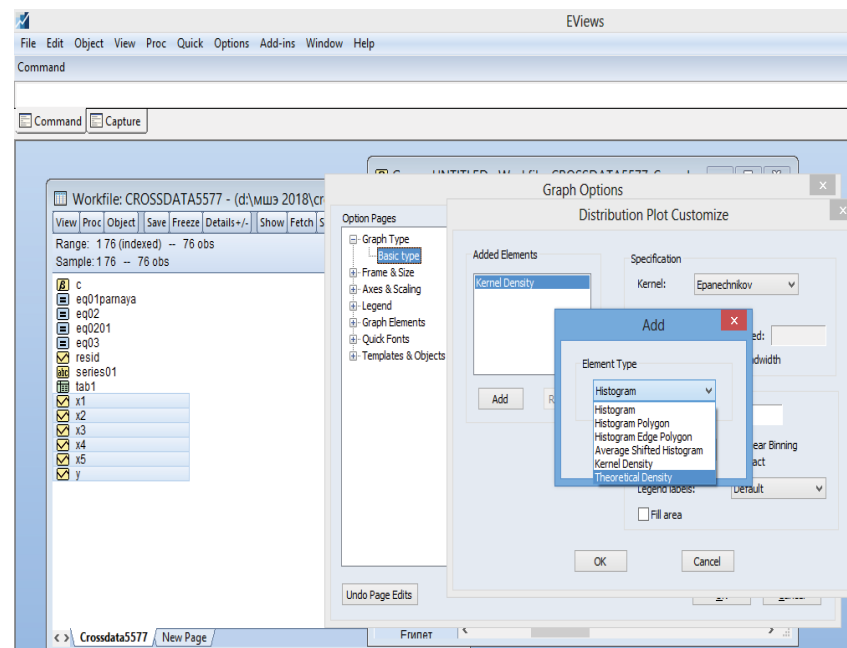 EViews
File Edit Object View Proc Quick Options Add-ins Window Help
Command
Command Capture
Workfile: CROSSDATA5577 - (d:\мшэ 2018\cr
View Proc Object Save Freeze Details+/- Show Fetch S
Range: 1 76 (indexed) -- 76 obs
Sample: 1 76 -- 76 obs
c
eq01parnaya
eq02
eq0201
eq03
resid
series01
tab1
x1
x2
x3
x4
x5
y
Crossdata5577 New Page
Graph Options
Option Pages
Graph Type
Basic type
Frame & Size
Axes & Scaling
Legend
Graph Elements
Quick Fonts
Templates & Objects
Undo Page Edits
Distribution Plot Customize
Added Elements
Kernel Density
Add
Specification
Kernel: Epanechnikov
ed:
dwidth
ear Binning
act
Legend labels: Default
Fill area
OK Cancel
Add
Element Type
Histogram
Histogram
Histogram Polygon
Histogram Edge Polygon
Average Shifted Histogram
Kernel Density
Theoretical Density
Египет